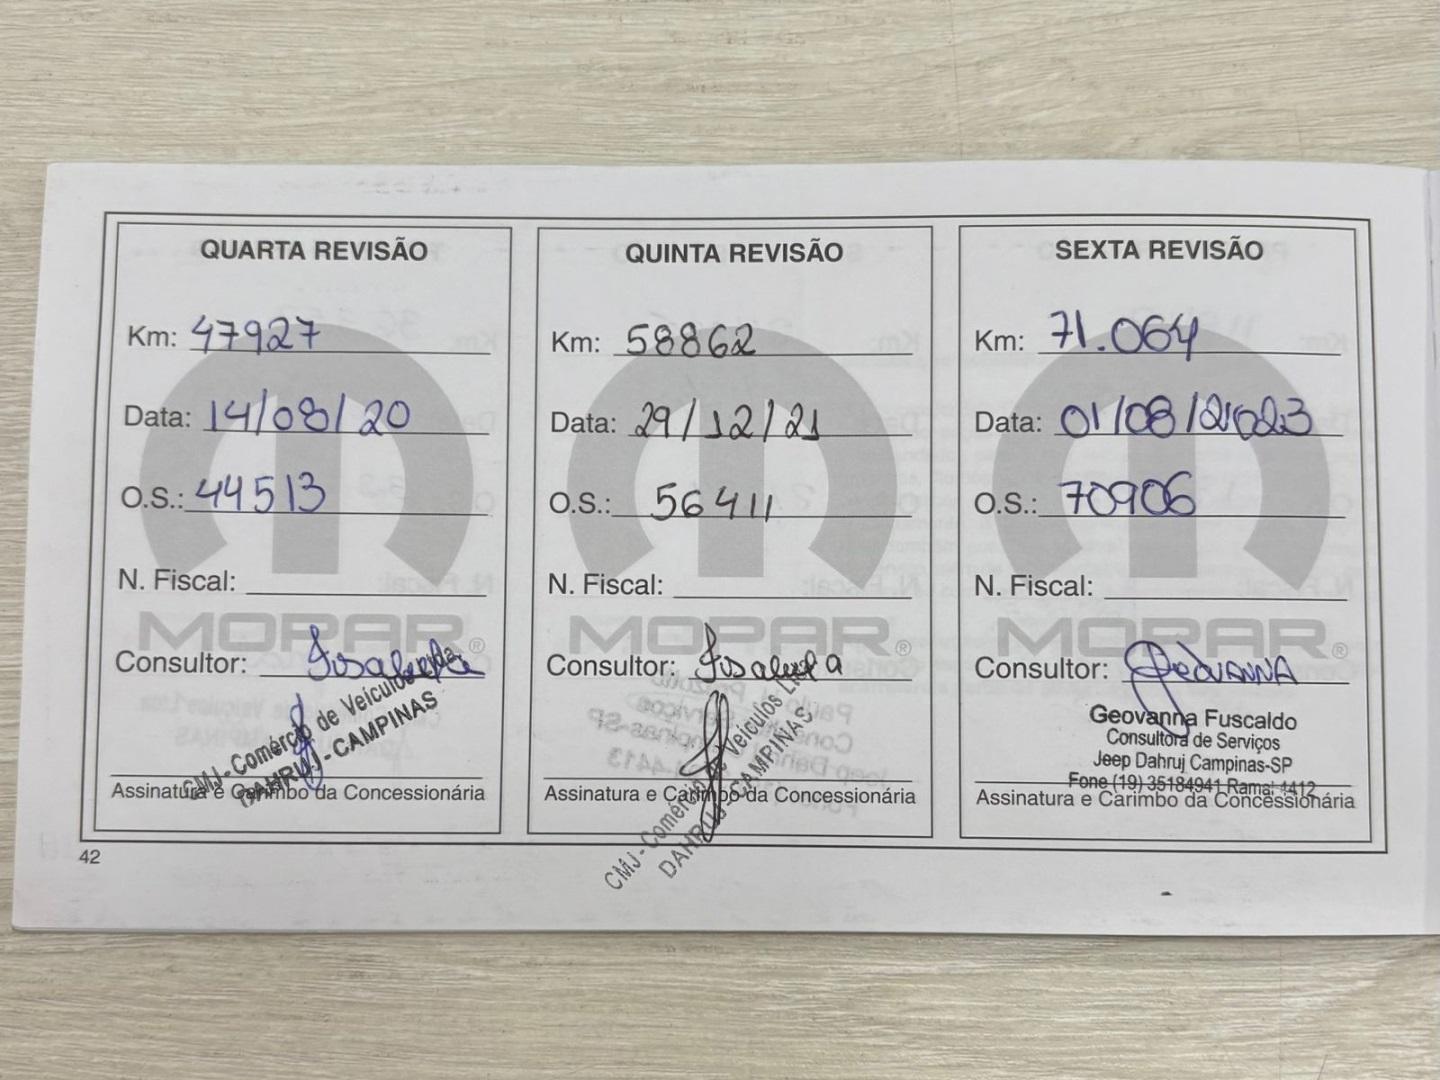 QUARTA REVISÃO
Km: 47927
Data: 14/08/20
O.S.: 44513
N. Fiscal:
MOPAR®
Consultor:
CMJ - Comércio de Veículos
DAHRUJ - CAMPINAS
Assinatura e Carimbo da Concessionária
42
QUINTA REVISÃO
Km: 58862
Data: 29/12/21
O.S.: 56411
N. Fiscal:
MOPAR®
Consultor:
CMJ - Comércio de Veículos
DAHRUJ - CAMPINAS
Assinatura e Carimbo da Concessionária
SEXTA REVISÃO
Km: 71.064
Data: 01/08/2023
O.S.: 70906
N. Fiscal:
MOPAR®
Consultor: GeovANNA
Geovanna Fuscaldo
Consultora de Serviços
Jeep Dahruj Campinas-SP
Fone (19) 35184941 Ramal 4412
Assinatura e Carimbo da Concessionária